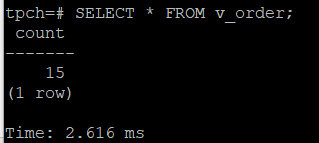 tpch=# SELECT * FROM v_order;
count
-------
15
(1 row)
Time: 2.616 ms